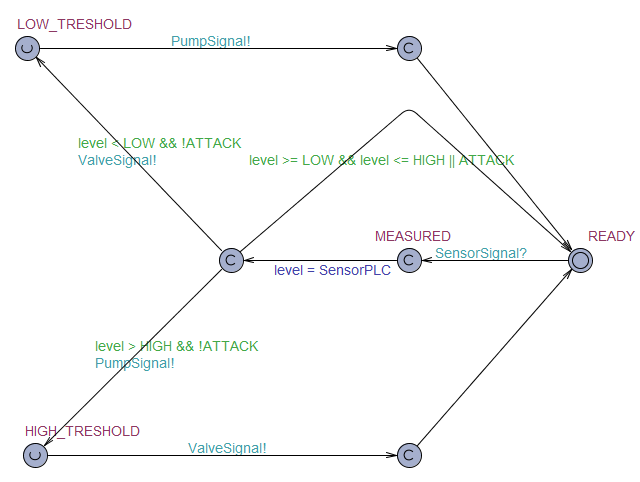 LOW_TRESHOLD
PumpSignal!
C
level < LOW && !ATTACK
ValveSignal!
level >= LOW && level <= HIGH || ATTACK
MEASURED
READY
SensorSignal?
C
C
level = SensorPLC
level > HIGH && !ATTACK
PumpSignal!
HIGH_TRESHOLD
ValveSignal!
C